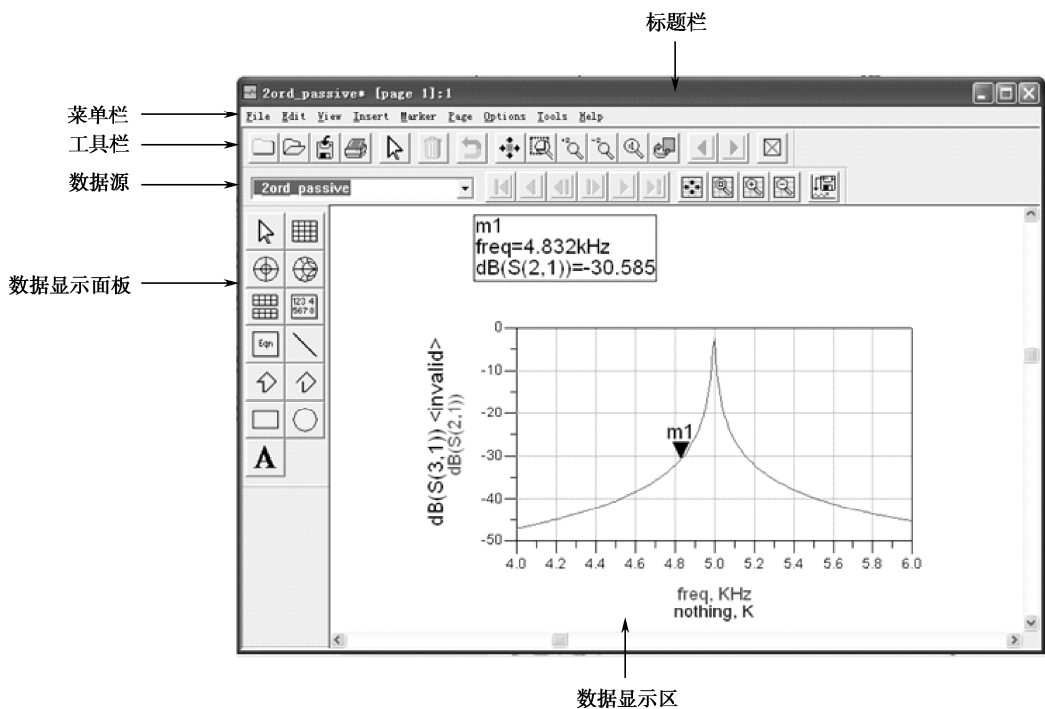 标题栏
2ord_passive* [page 1]:1
菜单栏
File Edit View Insert Marker Page Options Tools Help
工具栏
数据源
2ord_passive
数据显示面板
123 4
567 8
Eqn
A
m1
freq=4.832kHz
dB(S(2,1))=-30.585
dB(S(3,1)) <invalid>
dB(S(2,1))
0
-10
-20
-30
-40
-50
m1
4.0 4.2 4.4 4.6 4.8 5.0 5.2 5.4 5.6 5.8 6.0
freq, KHz
nothing, K
数据显示区